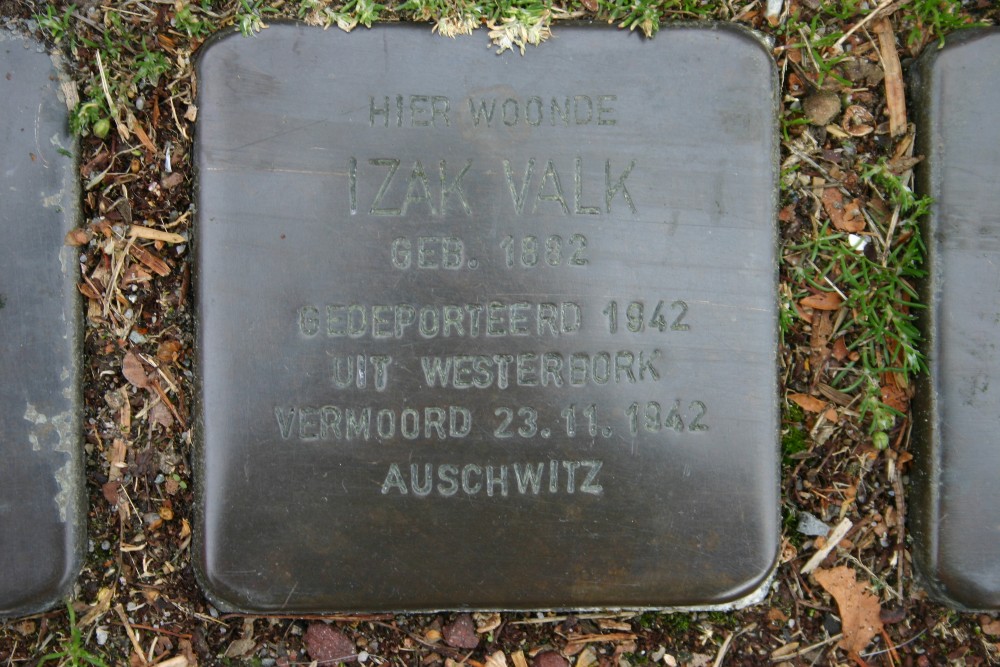 HIER WOONDE
IZAK VALK
GEB. 1882
GEDEPORTEERD 1942
UIT WESTERBORK
VERMOORD 23.11.1942
AUSCHWITZ